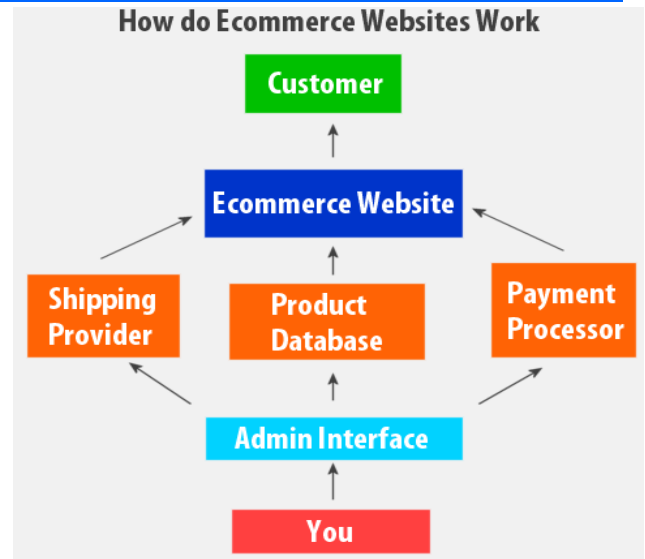 How do Ecommerce Websites Work
Customer
Ecommerce Website
Shipping
Provider
Product
Database
Payment
Processor
Admin Interface
You